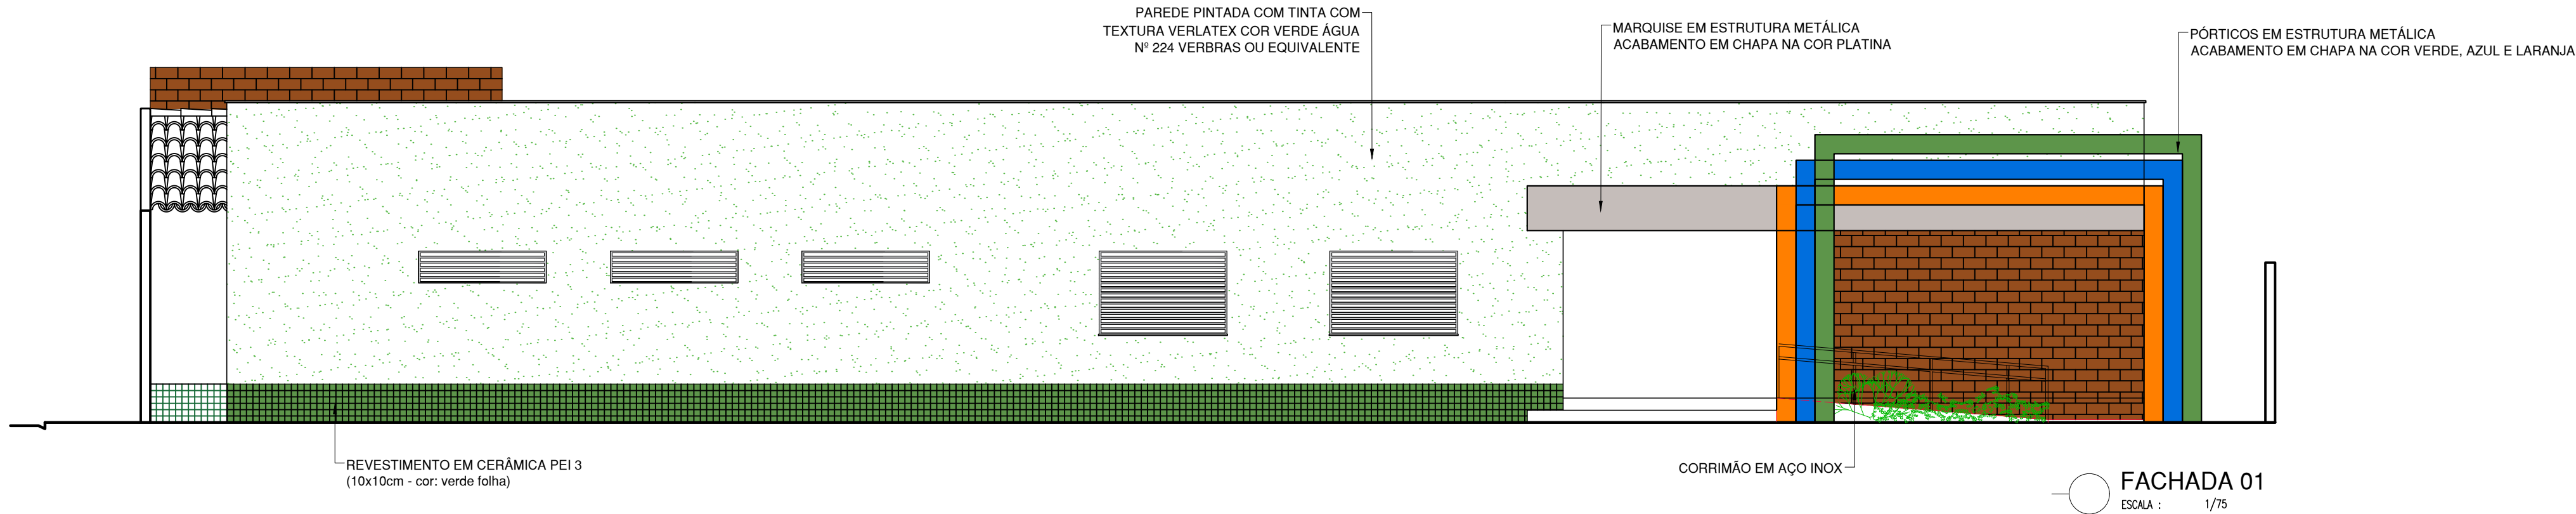 PAREDE PINTADA COM TINTA COM
TEXTURA VERLATEX COR VERDE ÁGUA
Nº 224 VERBRAS OU EQUIVALENTE
MARQUISE EM ESTRUTURA METÁLICA
ACABAMENTO EM CHAPA NA COR PLATINA
PÓRTICOS EM ESTRUTURA METÁLICA
ACABAMENTO EM CHAPA NA COR VERDE, AZUL E LARANJA
REVESTIMENTO EM CERÂMICA PEI 3
(10x10cm - cor: verde folha)
CORRIMÃO EM AÇO INOX
FACHADA 01
ESCALA : 1/75